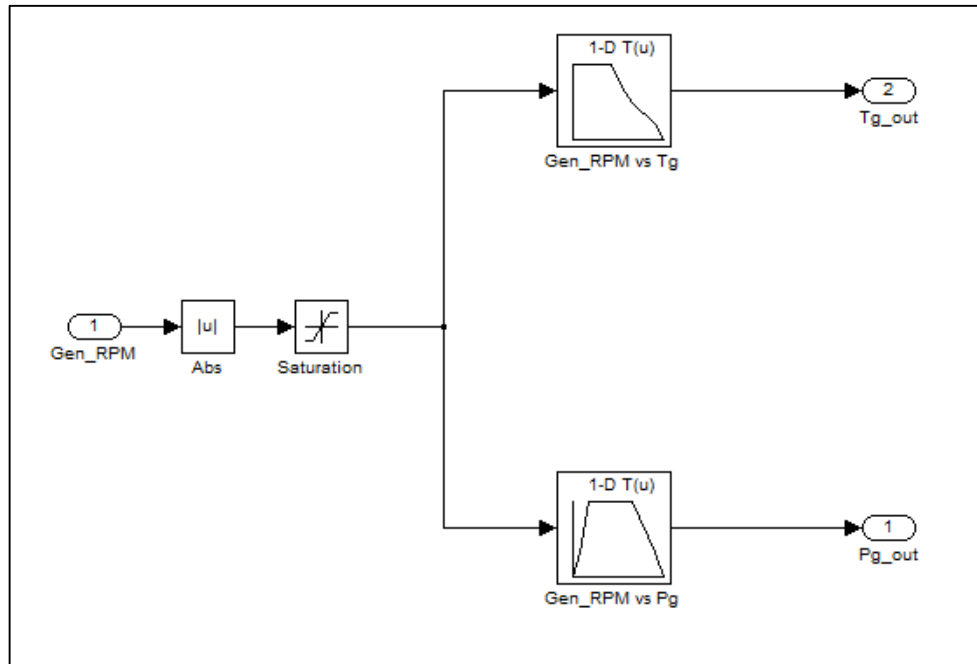 1-D T(u)
Gen_RPM vs Tg
2
Tg_out
1
Gen_RPM
|u|
Abs
Saturation
1-D T(u)
Gen_RPM vs Pg
1
Pg_out